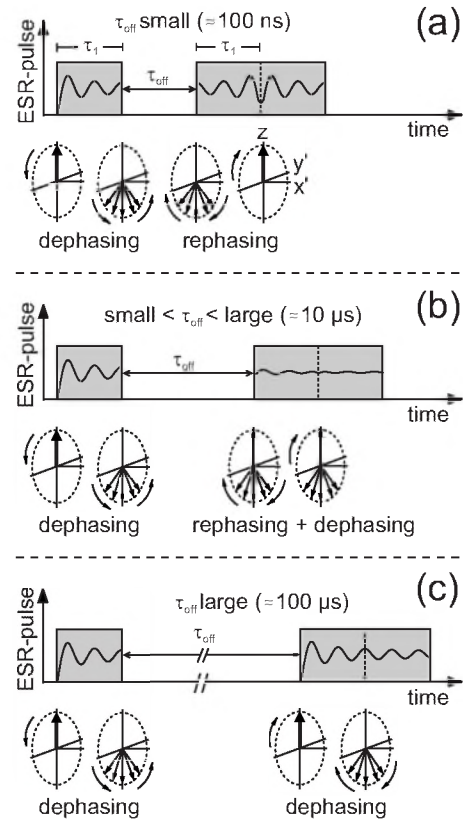 τoff small (≈100 ns)
(a)
τ1
τ1
τoff
ESR-pulse
time
z
y'
x'
dephasing
rephasing
(b)
small < τoff < large (≈10 µs)
τoff
ESR-pulse
time
dephasing
rephasing + dephasing
(c)
τoff large (≈100 µs)
τoff
ESR-pulse
time
dephasing
dephasing